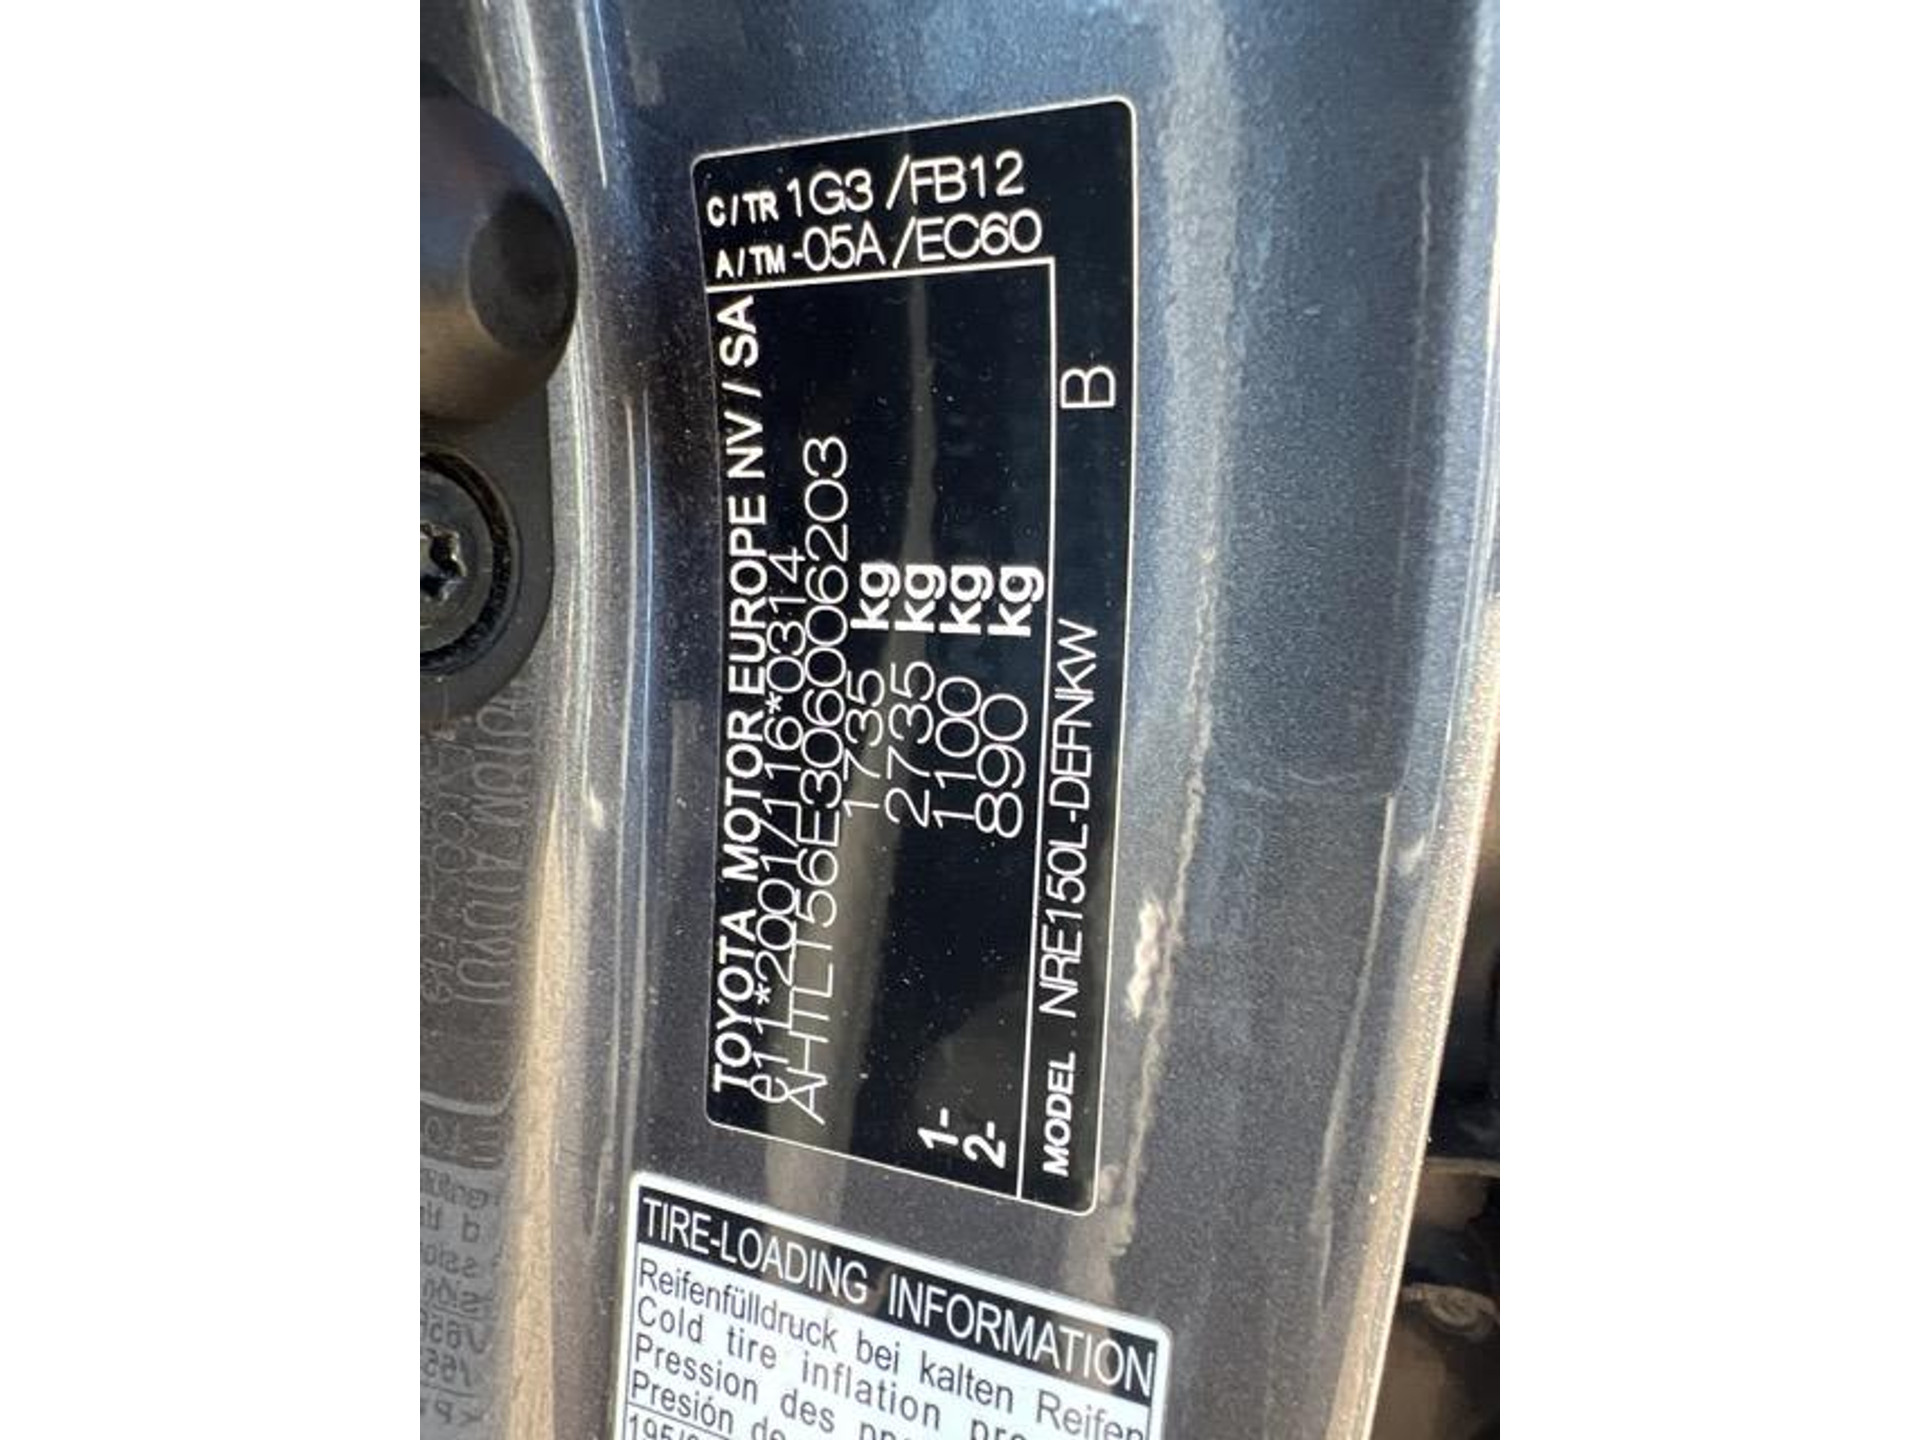 C/TR 1G3 /FB12
A/TM -05A /EC60
TOYOTA MOTOR EUROPE NV / SA
e11*2001/116*0314
AHTLT56E306006203
1735 kg
2735 kg
1- 1100 kg
2- 890 kg
MODEL NRE150L-DEFNKW B
TIRE-LOADING INFORMATION
Reifenfülldruck bei kalten Reifen
Cold tire inflation
Pression des
Presión de